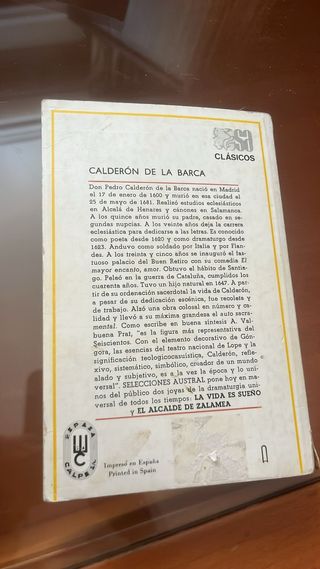 SA
CLÁSICOS
CALDERÓN DE LA BARCA
Don Pedro Calderón de la Barca nació en Madrid
el 17 de enero de 1600 y murió en esa ciudad el
25 de mayo de 1681. Realizó estudios eclesiásticos
en Alcalá de Henares y cánones en Salamanca.
A los quince años murió su padre, casado en se-
gundas nupcias. A los veinte años deja la carrera
eclesiástica para dedicarse a las letras. Es conocido
como poeta desde 1620 y como dramaturgo desde
1623. Anduvo como soldado por Italia y por Flan-
des. A los treinta y cinco años se inauguró el fas-
tuoso palacio del Buen Retiro con su comedia El
mayor encanto, amor. Obtuvo el hábito de Santia-
go. Peleó en la guerra de Cataluña, cumplidos los
cuarenta años. Tuvo un hijo natural en 1647. A par-
tir de su ordenación sacerdotal la vida de Calderón,
a pesar de su dedicación escénica, fue recoleta y
de trabajo. Alzó una obra colosal en número y ca-
lidad y llevó a su máxima grandeza el auto sacra-
mental. Como escribe en buena síntesis A. Val-
buena Prat, "es la figura más representativa del
Seiscientos. Con el elemento decorativo de Gón-
gora, las esencias del teatro nacional de Lope y la
significación teologicocasuística, Calderón, refle-
xivo, sistemático, simbólico, creador de un mundo
alado y subjetivo, es a la vez la época y lo uni-
versal". SELECCIONES AUSTRAL pone hoy en ma-
nos del público dos joyas de la dramaturgia uni-
versal de todos los tiempos: LA VIDA ES SUEÑO
y EL ALCALDE DE ZALAMEA
ESPASA
CALPE
Impreso en España
Printed in Spain